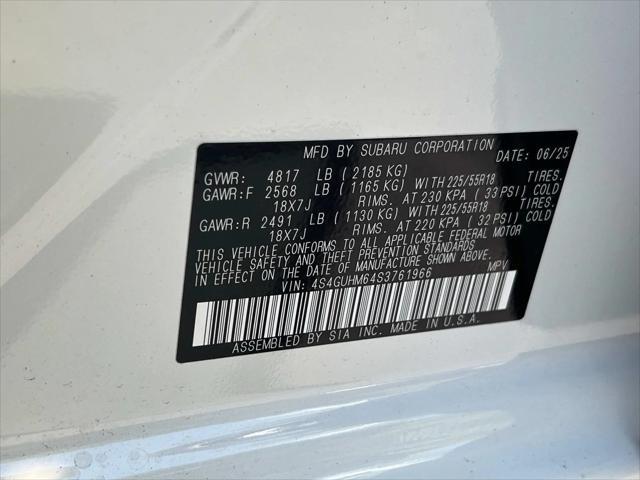 MFD BY SUBARU CORPORATION DATE: 06/25
GVWR: 4817 LB (2185 KG)
GAWR:F 2568 LB (1165 KG) WITH 225/55R18 TIRES.
18X7J RIMS. AT 230 KPA (33 PSI) COLD
GAWR:R 2491 LB (1130 KG) WITH 225/55R18 TIRES.
18X7J RIMS. AT 220 KPA (32 PSI) COLD
THIS VEHICLE CONFORMS TO ALL APPLICABLE FEDERAL MOTOR
VEHICLE SAFETY AND THEFT PREVENTION STANDARDS
IN EFFECT ON THE DATE OF MANUFACTURE SHOWN ABOVE.
VIN: 4S4GUHM64S3761966 MPV
ASSEMBLED BY SIA INC. MADE IN U.S.A.